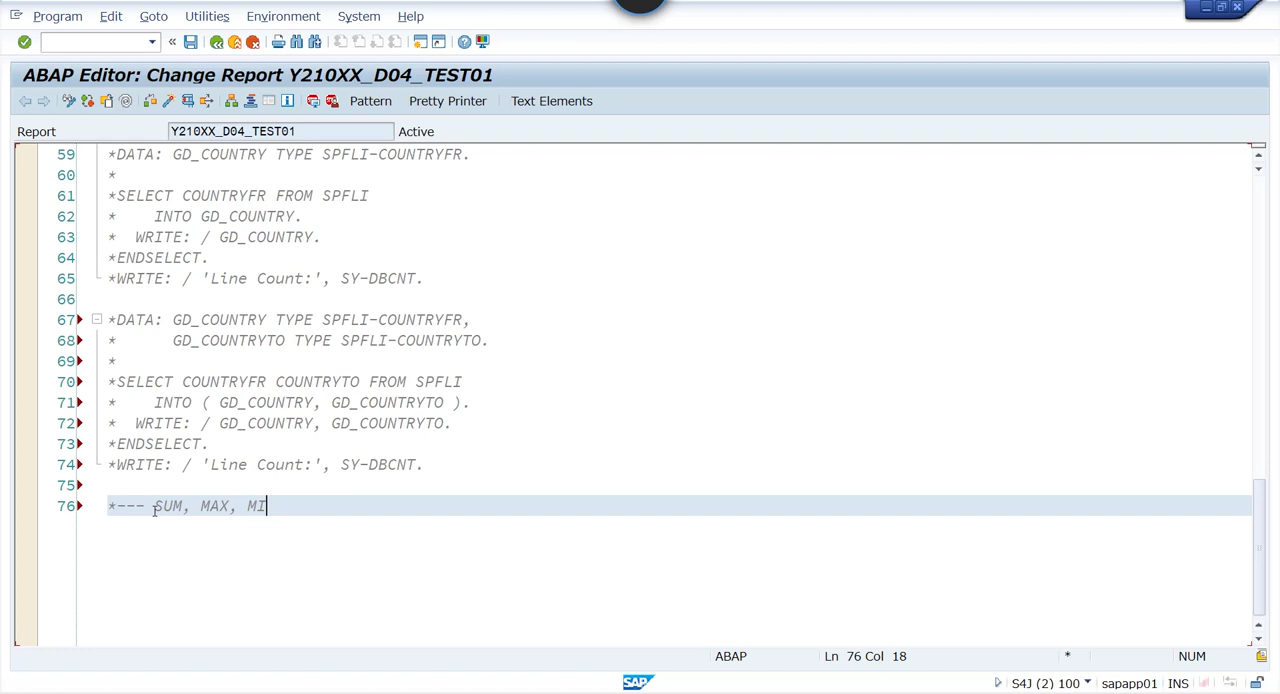 Program Edit Goto Utilities Environment System Help
ABAP Editor: Change Report Y210XX_D04_TEST01
Pattern Pretty Printer Text Elements
Report Y210XX_D04_TEST01 Active
59 *DATA: GD_COUNTRY TYPE SPFLI-COUNTRYFR.
60 *
61 *SELECT COUNTRYFR FROM SPFLI
62 * INTO GD_COUNTRY.
63 * WRITE: / GD_COUNTRY.
64 *ENDSELECT.
65 *WRITE: / 'Line Count:', SY-DBCNT.
66
67 *DATA: GD_COUNTRY TYPE SPFLI-COUNTRYFR,
68 * GD_COUNTRYTO TYPE SPFLI-COUNTRYTO.
69 *
70 *SELECT COUNTRYFR COUNTRYTO FROM SPFLI
71 * INTO ( GD_COUNTRY, GD_COUNTRYTO ).
72 * WRITE: / GD_COUNTRY, GD_COUNTRYTO.
73 *ENDSELECT.
74 *WRITE: / 'Line Count:', SY-DBCNT.
75
76 *--- SUM, MAX, MI
ABAP Ln 76 Col 18 * NUM
SAP S4J (2) 100 sapapp01 INS